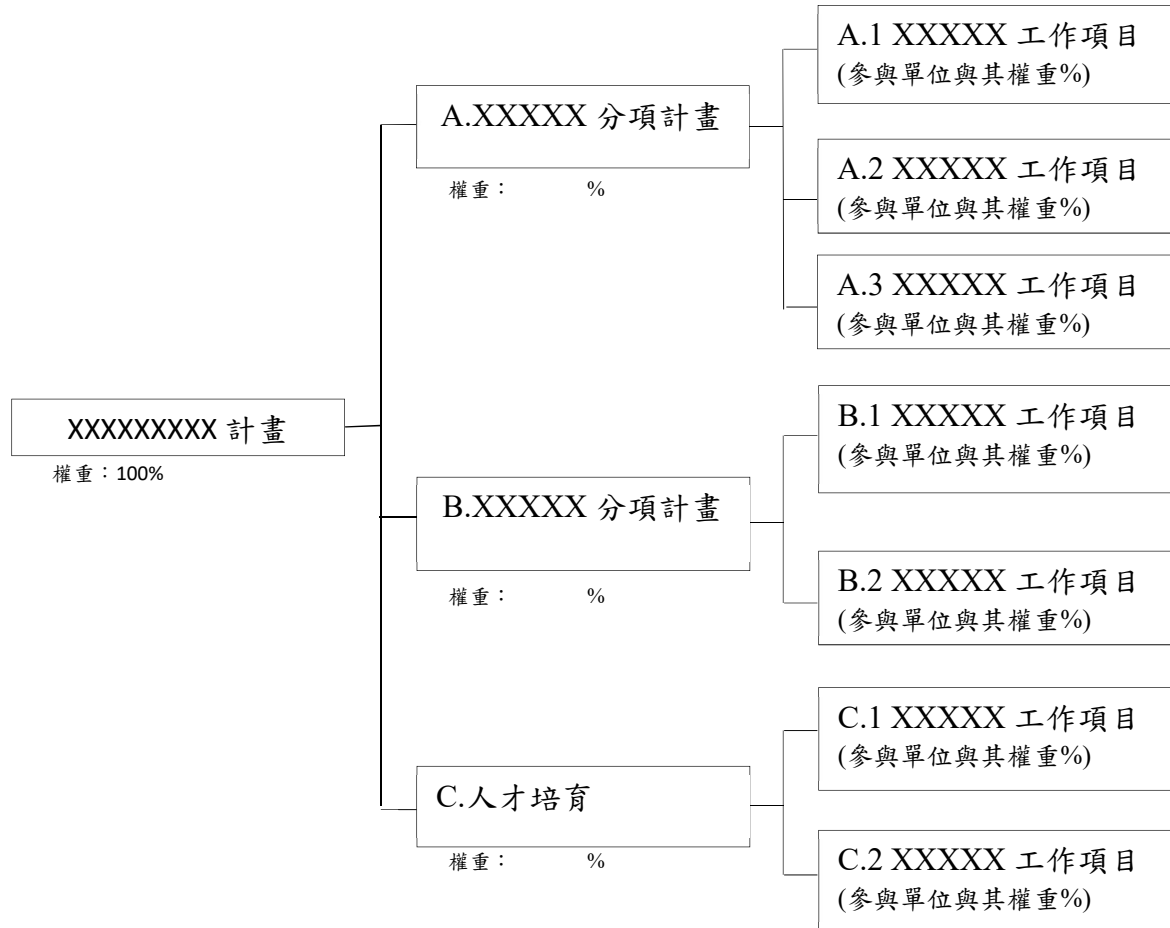 XXXXXXXXX 計畫
權重：100%
A.XXXXX 分項計畫
權重： %
A.1 XXXXX 工作項目
(參與單位與其權重%)
A.2 XXXXX 工作項目
(參與單位與其權重%)
A.3 XXXXX 工作項目
(參與單位與其權重%)
B.XXXXX 分項計畫
權重： %
B.1 XXXXX 工作項目
(參與單位與其權重%)
B.2 XXXXX 工作項目
(參與單位與其權重%)
C.人才培育
權重： %
C.1 XXXXX 工作項目
(參與單位與其權重%)
C.2 XXXXX 工作項目
(參與單位與其權重%)